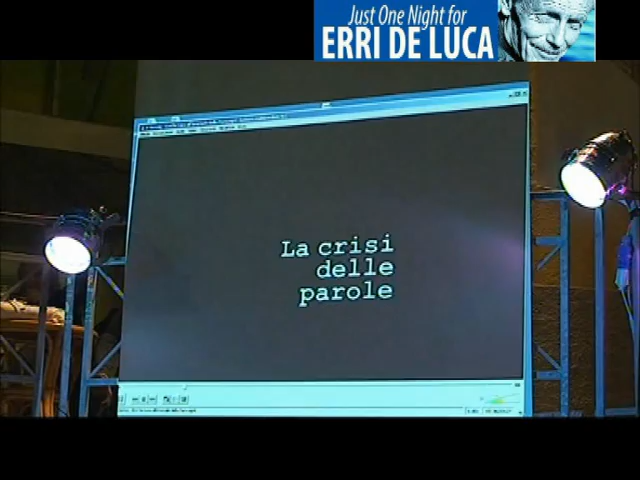 Just One Night for
ERRI DE LUCA
La crisi
delle
parole